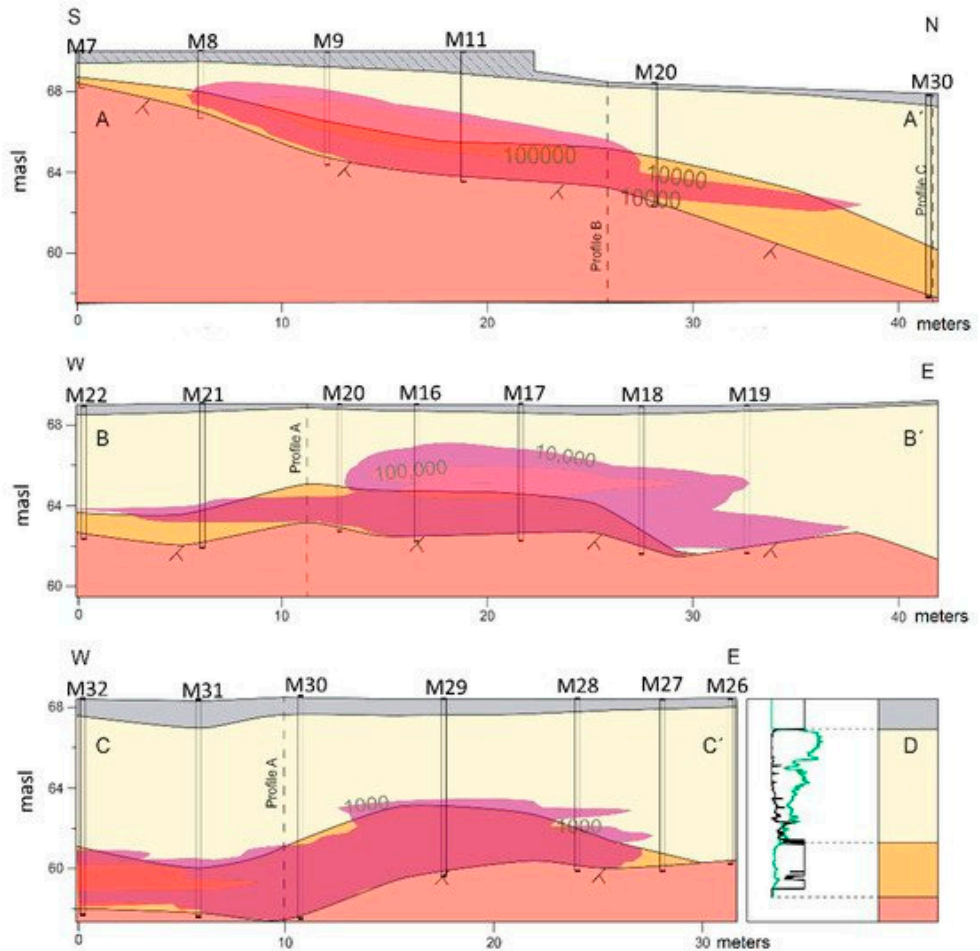 S
N
M7 M8 M9 M11 M20 M30
68
A
A´
100000
10000
10000
64
masl
Profile B
Profile C
60
0 10 20 30 40 meters
W
E
M22 M21 M20 M16 M17 M18 M19
68
B
B´
Profile A
10,000
100,000
64
masl
60
0 10 20 30 40 meters
W
E
M32 M31 M30 M29 M28 M27 M26
68
C
C´
D
masl
Profile A
64
1000
1000
60
0 10 20 30
meters